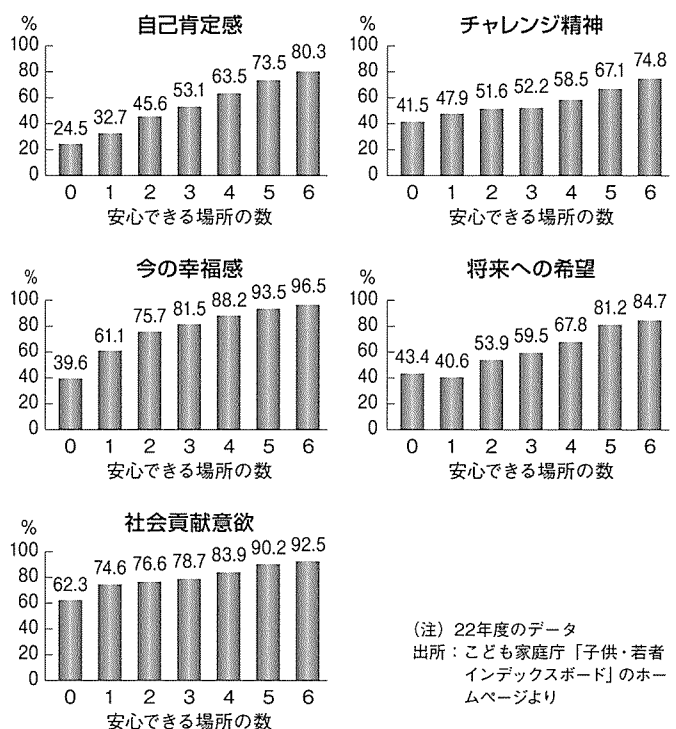 自己肯定感
%
100
80
60
40
20
0
24.5 32.7 45.6 53.1 63.5 73.5 80.3
0 1 2 3 4 5 6
安心できる場所の数
チャレンジ精神
%
100
80
60
40
20
0
41.5 47.9 51.6 52.2 58.5 67.1 74.8
0 1 2 3 4 5 6
安心できる場所の数
今の幸福感
%
100
80
60
40
20
0
39.6 61.1 75.7 81.5 88.2 93.5 96.5
0 1 2 3 4 5 6
安心できる場所の数
将来への希望
%
100
80
60
40
20
0
43.4 40.6 53.9 59.5 67.8 81.2 84.7
0 1 2 3 4 5 6
安心できる場所の数
社会貢献意欲
%
100
80
60
40
20
0
62.3 74.6 76.6 78.7 83.9 90.2 92.5
0 1 2 3 4 5 6
安心できる場所の数
(注)22年度のデータ
出所:こども家庭庁「子供・若者
インデックスボード」のホー
ムページより